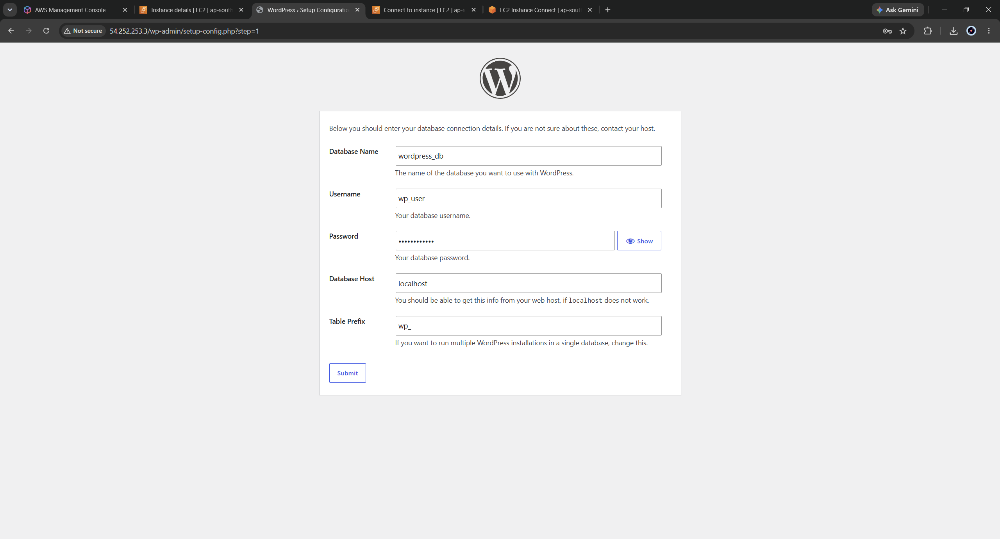 AWS Management Console
Instance details | EC2 | ap-south
WordPress › Setup Configuratio
Connect to instance | EC2 | ap-s
EC2 Instance Connect | ap-sout
Ask Gemini
Not secure
54.252.253.3/wp-admin/setup-config.php?step=1
Below you should enter your database connection details. If you are not sure about these, contact your host.
Database Name
wordpress_db
The name of the database you want to use with WordPress.
Username
wp_user
Your database username.
Password
••••••••••••
Show
Your database password.
Database Host
localhost
You should be able to get this info from your web host, if localhost does not work.
Table Prefix
wp_
If you want to run multiple WordPress installations in a single database, change this.
Submit